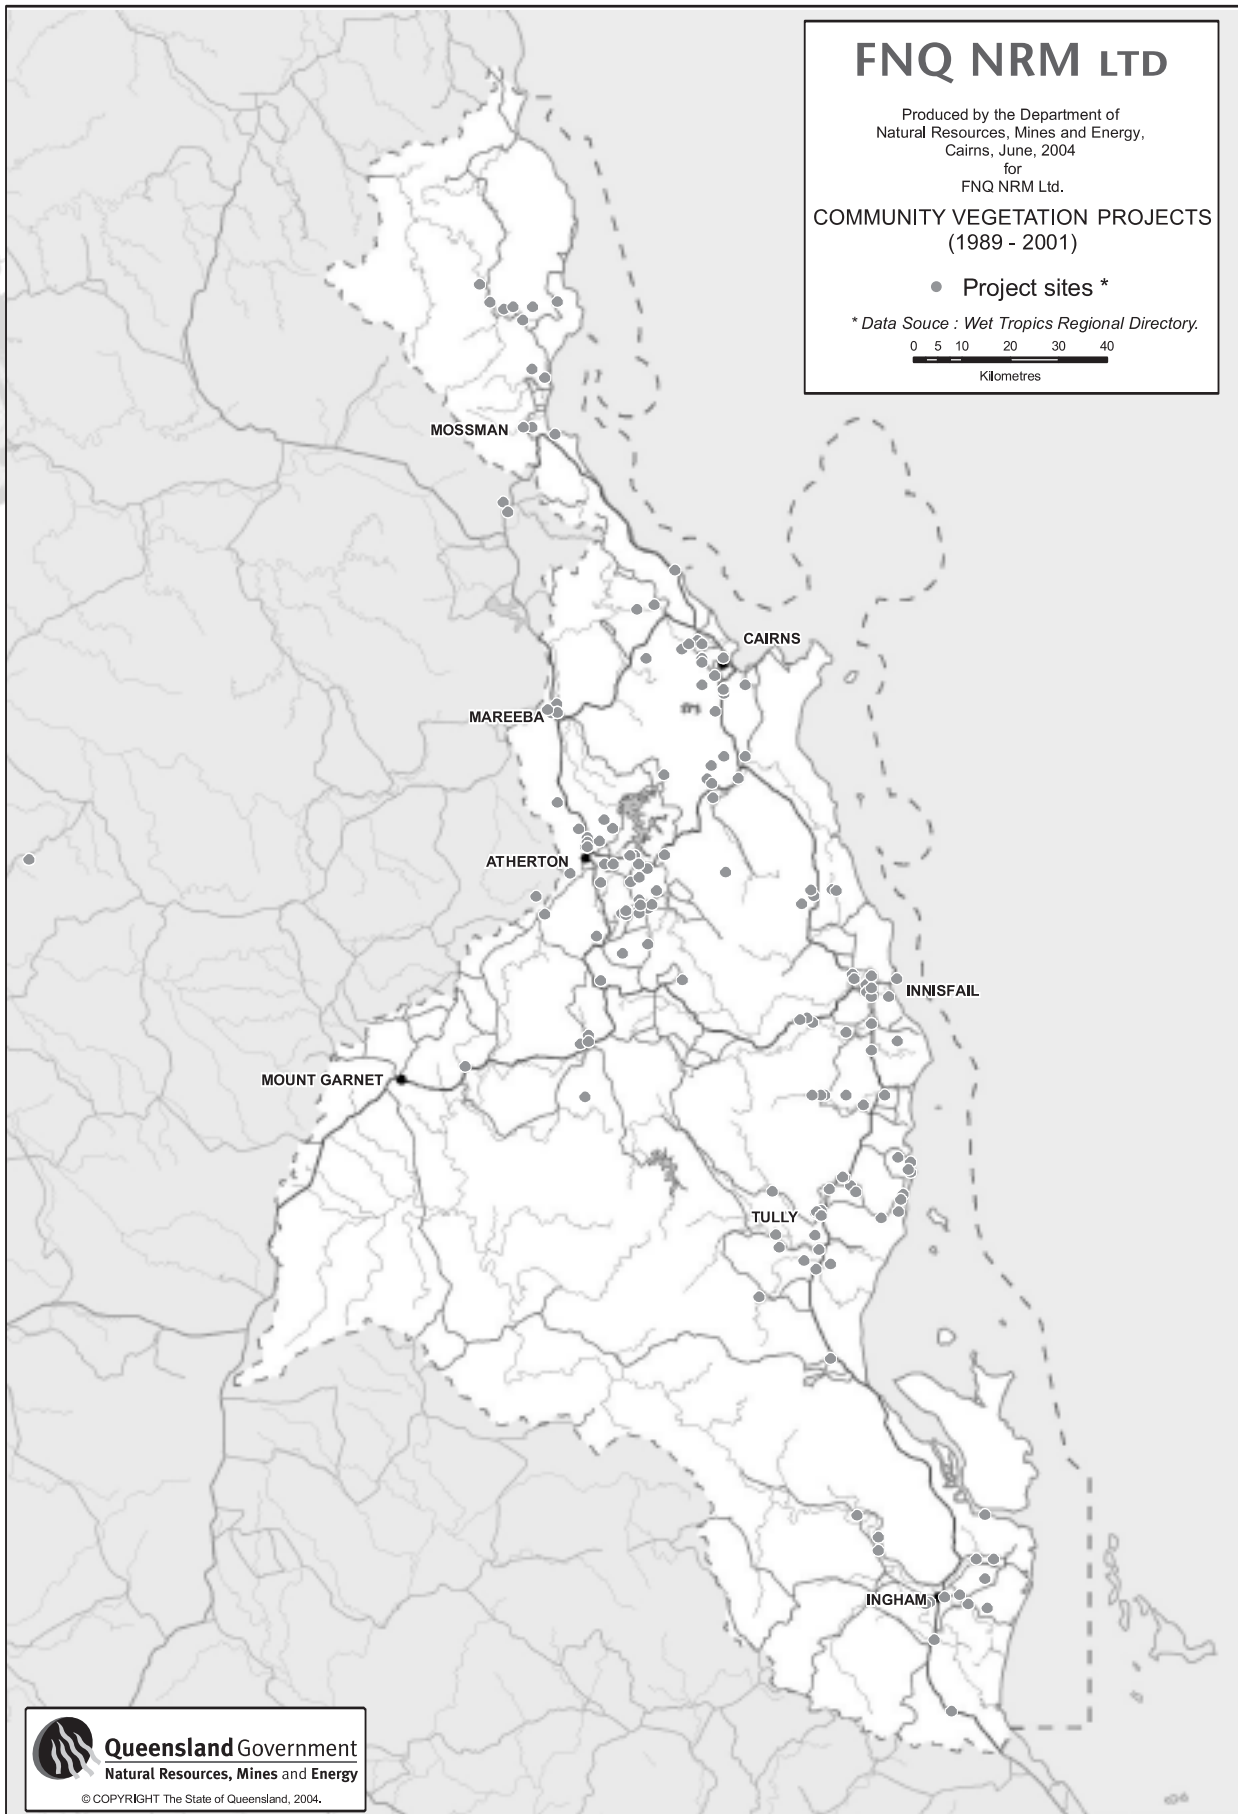 FNQ NRM LTD
Produced by the Department of
Natural Resources, Mines and Energy,
Cairns, June, 2004
for
FNQ NRM Ltd.
COMMUNITY VEGETATION PROJECTS
(1989 - 2001)
Project sites *
* Data Souce : Wet Tropics Regional Directory.
0 5 10 20 30 40
Kilometres
MOSSMAN
CAIRNS
MAREEBA
ATHERTON
INNISFAIL
MOUNT GARNET
TULLY
INGHAM
Queensland Government
Natural Resources, Mines and Energy
© COPYRIGHT The State of Queensland, 2004.